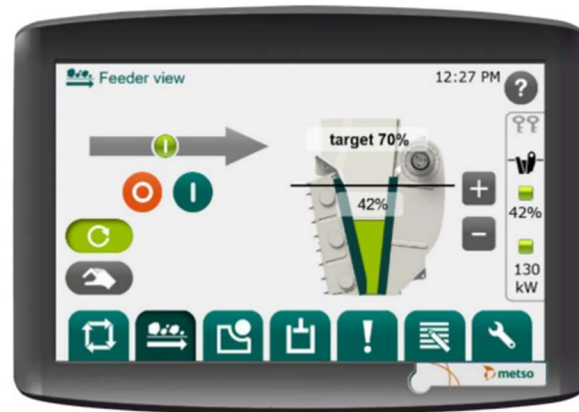 Feeder view
12:27 PM
?
target 70%
42%
+
−
42%
130
kW
!
metso